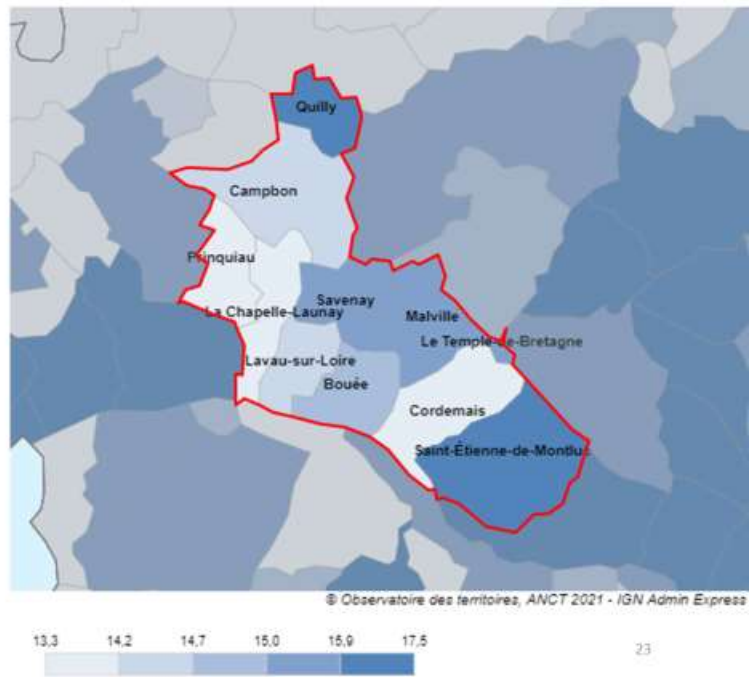 Quilly
Campbon
Prinquiau
La Chapelle-Launay
Savenay
Malville
Le Temple-de-Bretagne
Lavau-sur-Loire
Bouée
Cordemais
Saint-Étienne-de-Montluc
© Observatoire des territoires, ANCT 2021 - IGN Admin Express
13,3 14,2 14,7 15,0 15,9 17,5
23